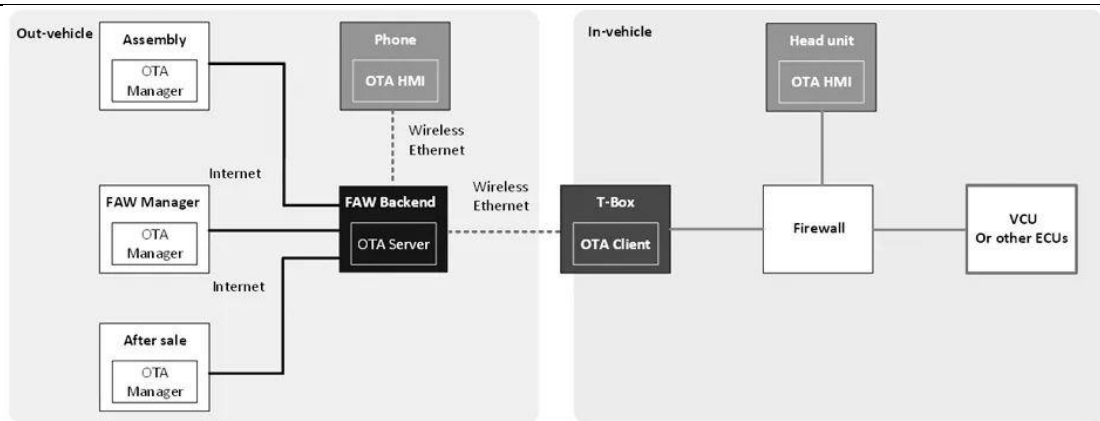 Out-vehicle
Assembly
OTA
Manager
Phone
OTA HMI
Wireless
Ethernet
Internet
FAW Manager
OTA
Manager
FAW Backend
OTA Server
Wireless
Ethernet
Internet
After sale
OTA
Manager
In-vehicle
Head unit
OTA HMI
T-Box
OTA Client
Firewall
VCU
Or other ECUs